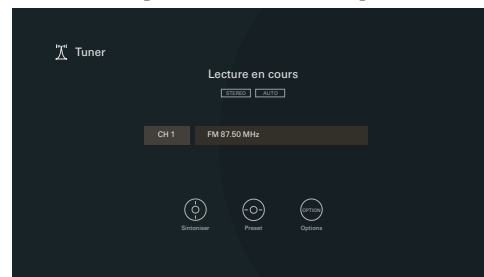 Tuner
Lecture en cours
STEREO AUTO
CH 1 FM 87.50 MHz
OPTION
Sintoniser Preset Options